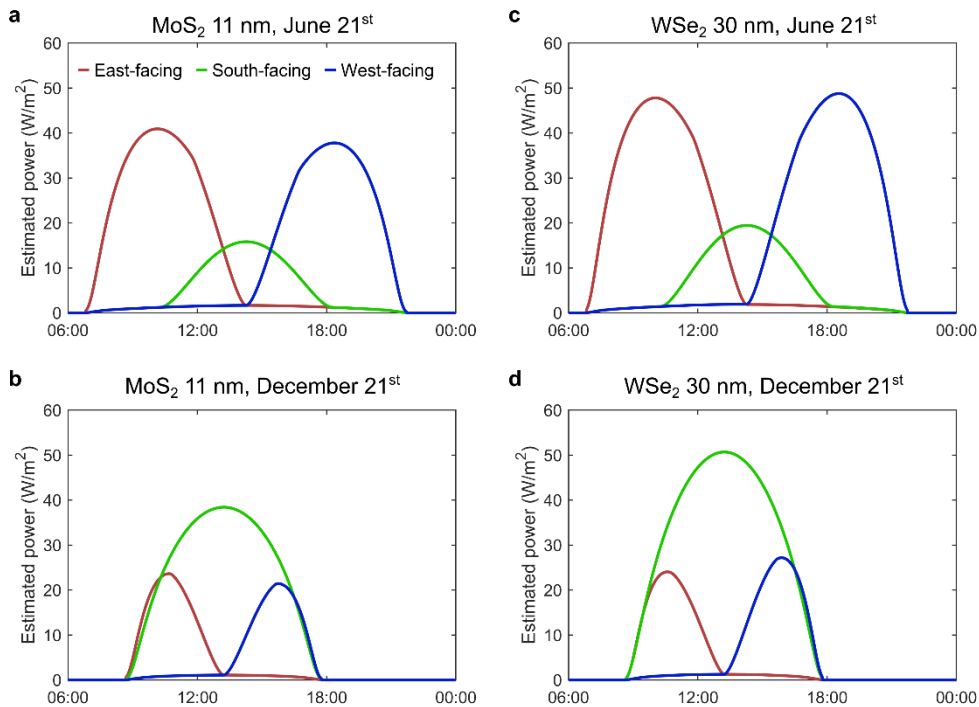 a
MoS₂ 11 nm, June 21ˢᵗ
Estimated power (W/m²)
60
50
40
30
20
10
0
East-facing South-facing West-facing
06:00 12:00 18:00 00:00
c
WSe₂ 30 nm, June 21ˢᵗ
Estimated power (W/m²)
60
50
40
30
20
10
0
06:00 12:00 18:00 00:00
b
MoS₂ 11 nm, December 21ˢᵗ
Estimated power (W/m²)
60
50
40
30
20
10
0
06:00 12:00 18:00 00:00
d
WSe₂ 30 nm, December 21ˢᵗ
Estimated power (W/m²)
60
50
40
30
20
10
0
06:00 12:00 18:00 00:00